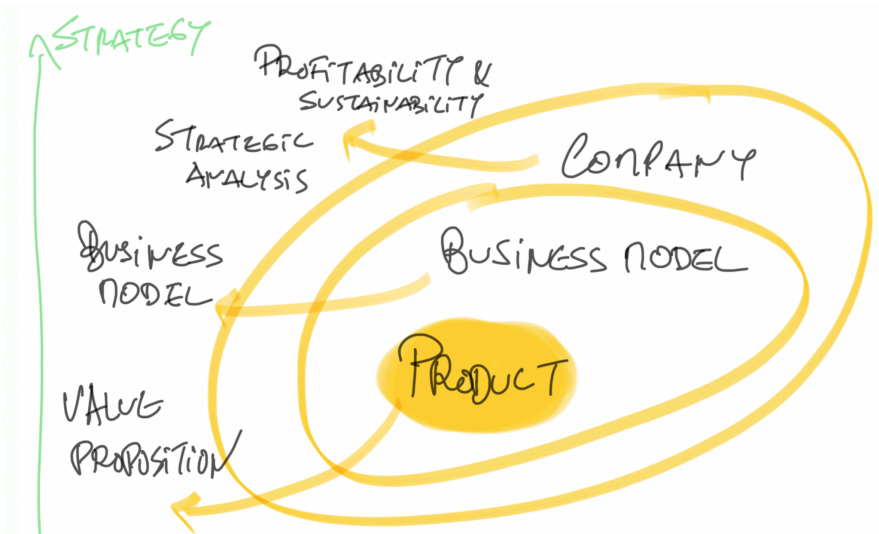 STRATEGY
PROFITABILITY &
SUSTAINABILITY
STRATEGIC
ANALYSIS
COMPANY
BUSINESS
MODEL
BUSINESS MODEL
PRODUCT
VALUE
PROPOSITION